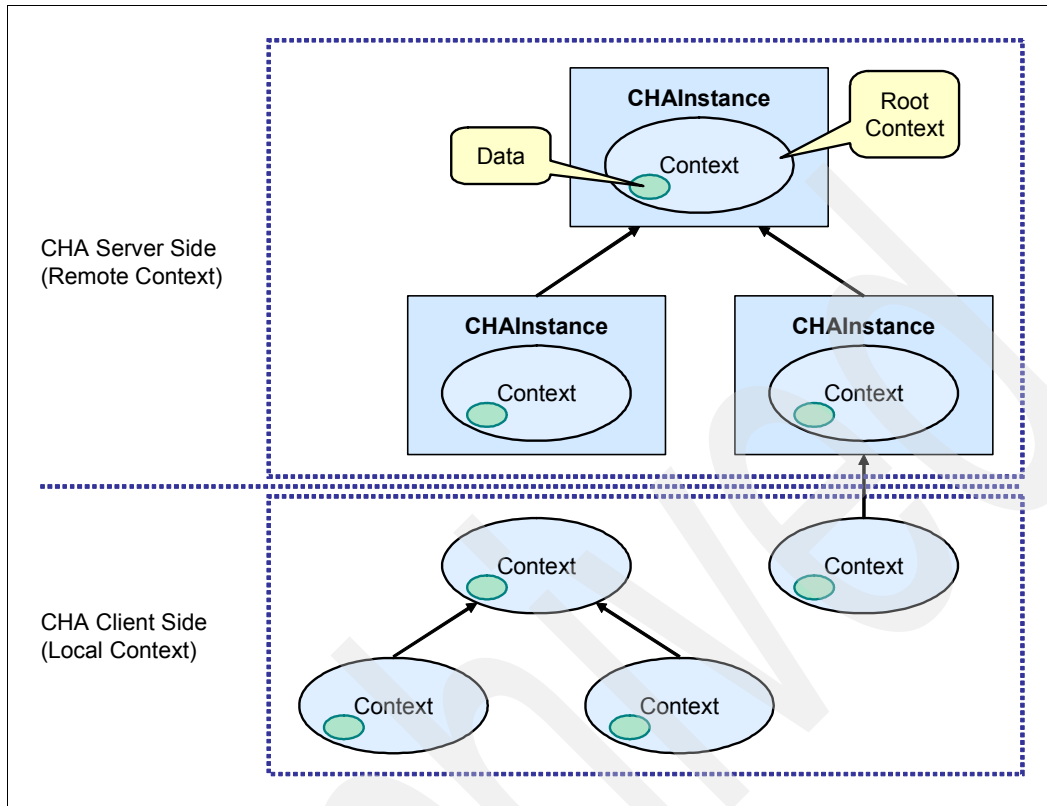 CHAInstance
Root
Context
Data
Context
CHA Server Side
(Remote Context)
CHAInstance
CHAInstance
Context
Context
Context
Context
CHA Client Side
(Local Context)
Context
Context